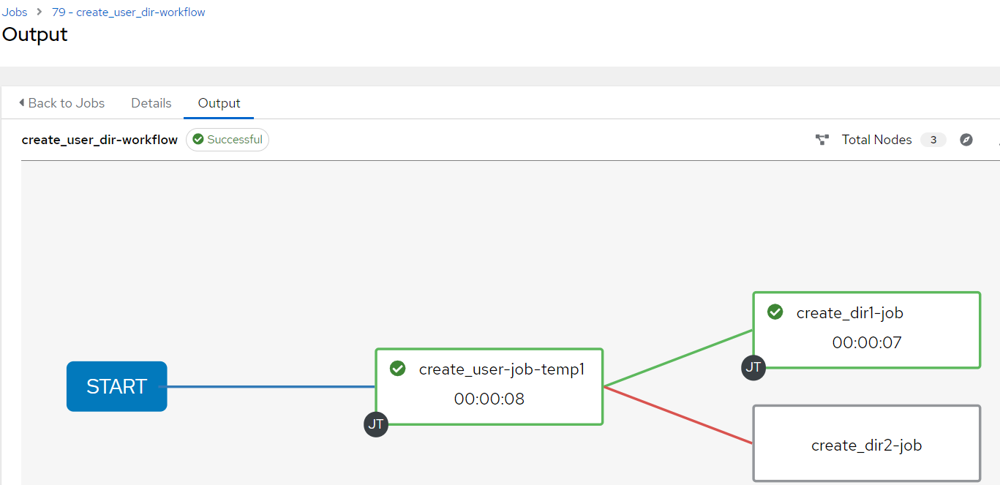 Jobs > 79 - create_user_dir-workflow
Output
Back to Jobs Details Output
create_user_dir-workflow Successful Total Nodes 3
create_dir1-job
00:00:07
JT
START
create_user-job-temp1
00:00:08
JT
create_dir2-job